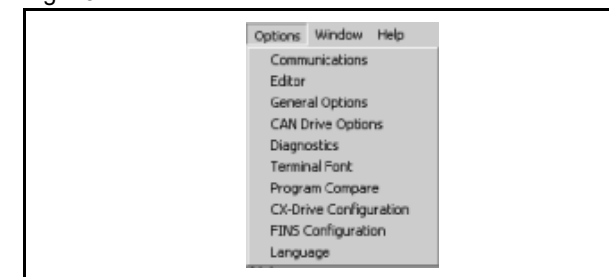 Options Window Help
Communications
Editor
General Options
CAN Drive Options
Diagnostics
Terminal Font
Program Compare
CX-Drive Configuration
FINS Configuration
Language